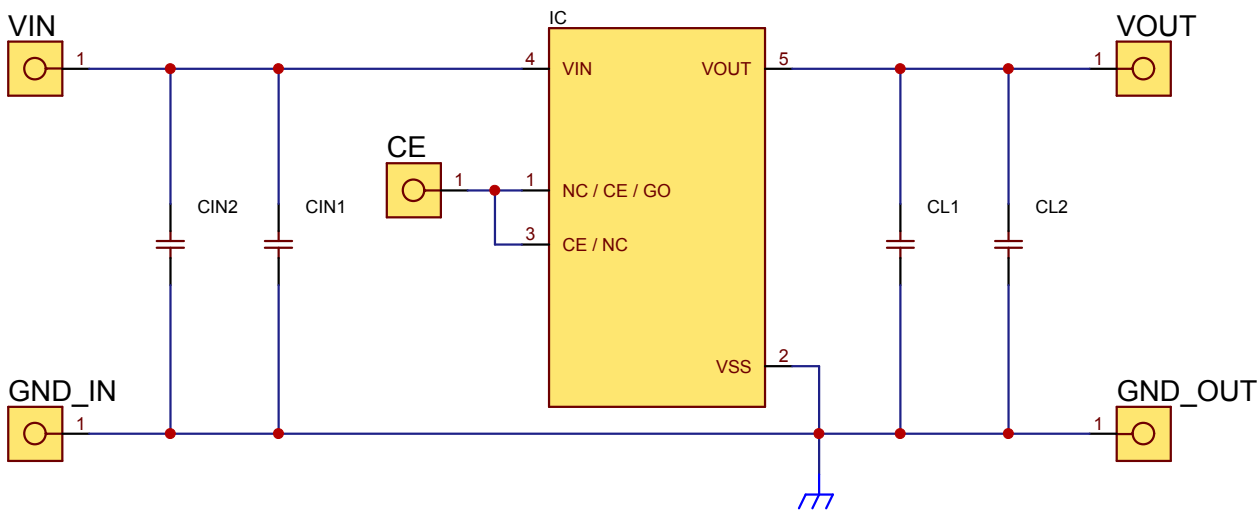 IC
VIN
VOUT
1
4
VIN
VOUT
5
1
CE
1
1
NC / CE / GO
CIN2
CIN1
3
CE / NC
CL1
CL2
VSS
2
GND_IN
GND_OUT
1
1